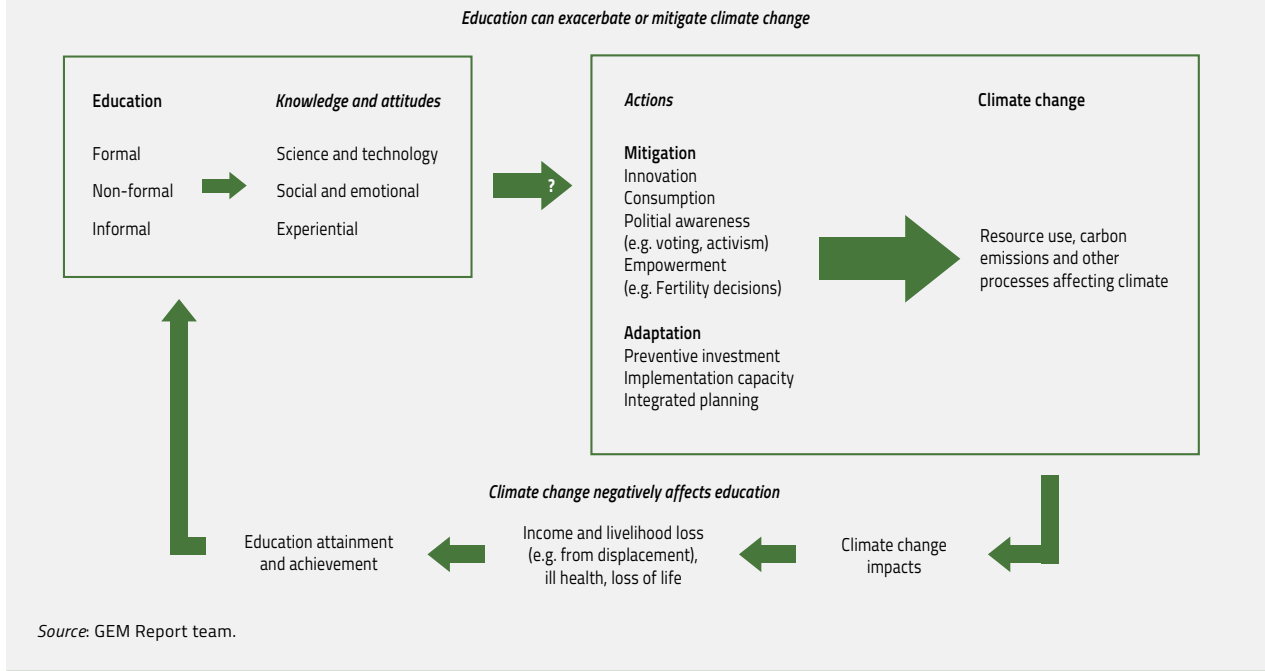 Education can exacerbate or mitigate climate change
Education
Formal
Non-formal
Informal
Knowledge and attitudes
Science and technology
Social and emotional
Experiential
?
Actions
Mitigation
Innovation
Consumption
Politial awareness
(e.g. voting, activism)
Empowerment
(e.g. Fertility decisions)
Adaptation
Preventive investment
Implementation capacity
Integrated planning
Climate change
Resource use, carbon
emissions and other
processes affecting climate
Climate change negatively affects education
Education attainment
and achievement
Income and livelihood loss
(e.g. from displacement),
ill health, loss of life
Climate change
impacts
Source: GEM Report team.